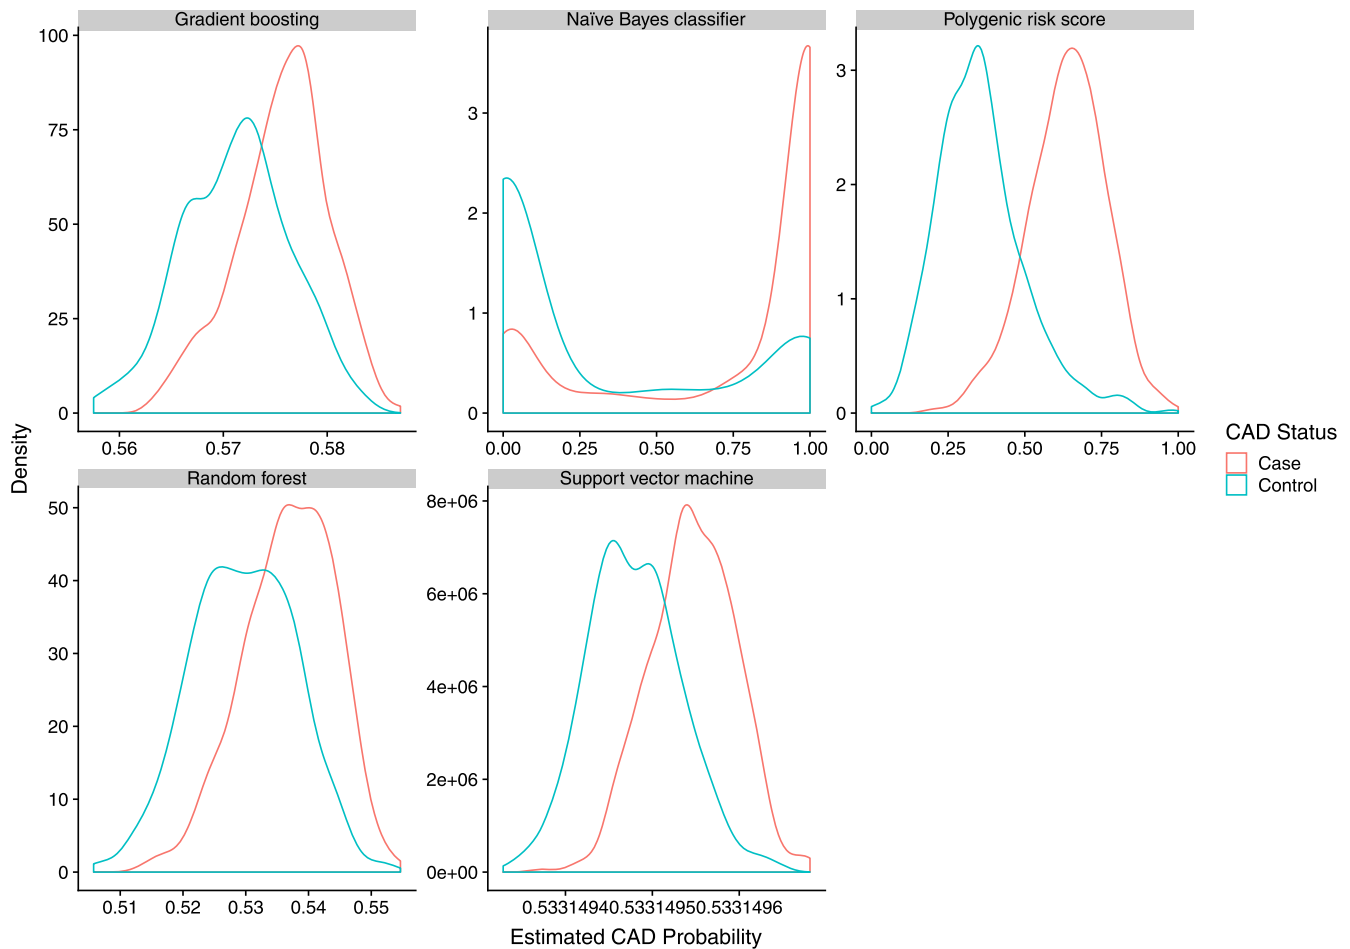 Gradient boosting
Naïve Bayes classifier
Polygenic risk score
100
75
50
25
0
0.56 0.57 0.58
3
2
1
0
0.00 0.25 0.50 0.75 1.00
3
2
1
0
0.00 0.25 0.50 0.75 1.00
Density
CAD Status
Case
Control
Random forest
Support vector machine
50
40
30
20
10
0
0.51 0.52 0.53 0.54 0.55
8e+06
6e+06
4e+06
2e+06
0e+00
0.5331494 0.5331495 0.5331496
Estimated CAD Probability